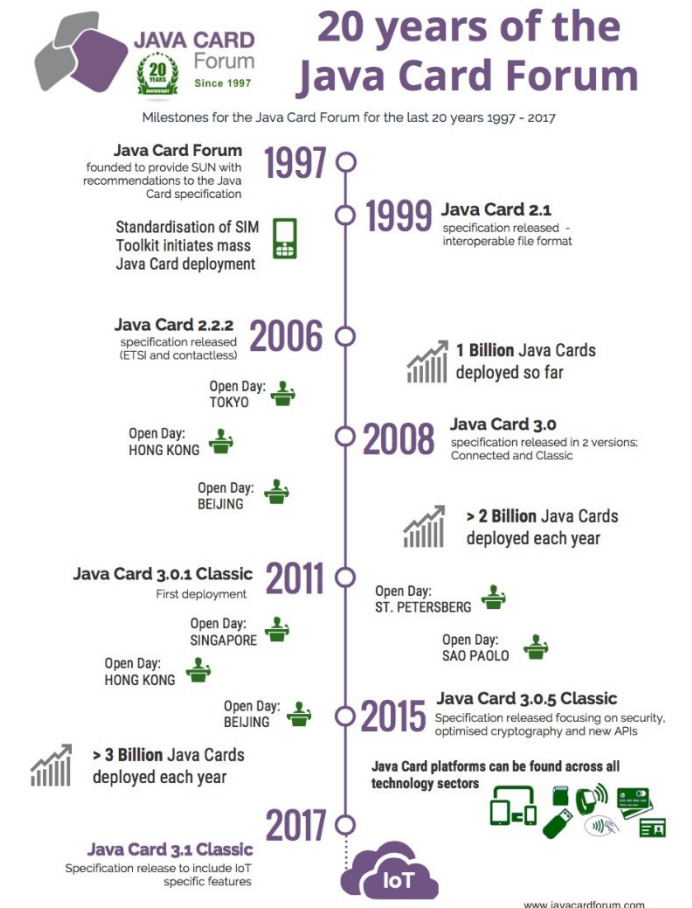 JAVA CARD
Forum
20
YEARS
ANNIVERSARY
Since 1997
20 years of the
Java Card Forum
Milestones for the Java Card Forum for the last 20 years 1997 - 2017
Java Card Forum
founded to provide SUN with
recommendations to the Java
Card specification
1997
1999
Java Card 2.1
specification released -
interoperable file format
Standardisation of SIM
Toolkit initiates mass
Java Card deployment
Java Card 2.2.2
specification released
(ETSI and contactless)
2006
1 Billion Java Cards
deployed so far
Open Day:
TOKYO
Open Day:
HONG KONG
2008
Java Card 3.0
specification released in 2 versions;
Connected and Classic
Open Day:
BEIJING
> 2 Billion Java Cards
deployed each year
Java Card 3.0.1 Classic
First deployment
2011
Open Day:
ST. PETERSBERG
Open Day:
SINGAPORE
Open Day:
SAO PAOLO
Open Day:
HONG KONG
Open Day:
BEIJING
2015
Java Card 3.0.5 Classic
Specification released focusing on security,
optimised cryptography and new APIs
> 3 Billion Java Cards
deployed each year
Java Card platforms can be found across all
technology sectors
2017
Java Card 3.1 Classic
Specification release to include IoT
specific features
IoT
www.javacardforum.com